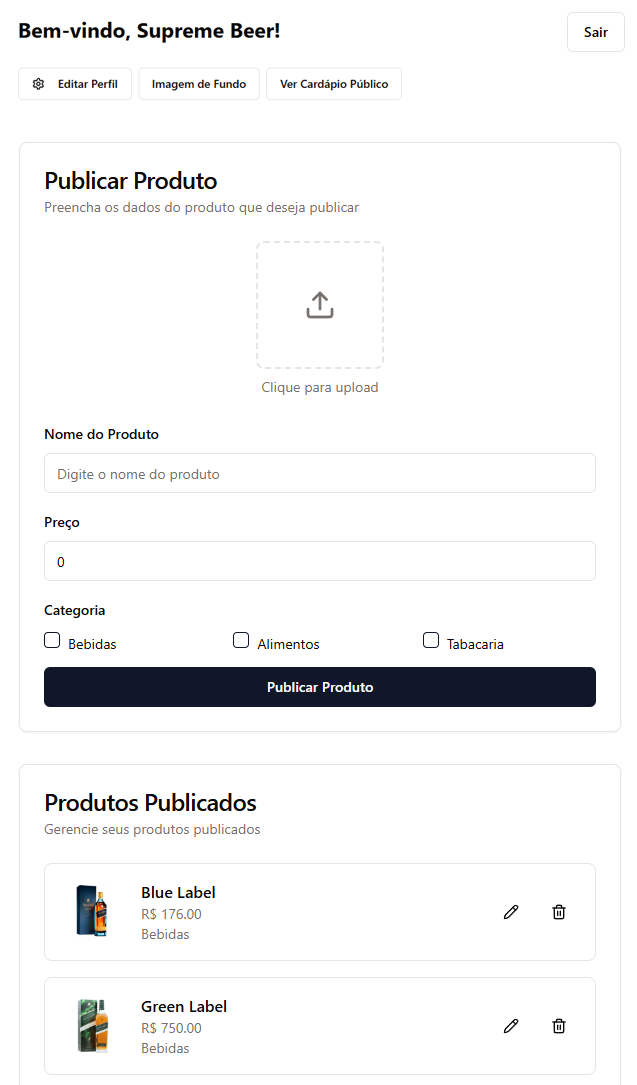 Bem-vindo, Supreme Beer!
Sair
Editar Perfil
Imagem de Fundo
Ver Cardápio Público
Publicar Produto
Preencha os dados do produto que deseja publicar
Clique para upload
Nome do Produto
Digite o nome do produto
Preço
0
Categoria
Bebidas
Alimentos
Tabacaria
Publicar Produto
Produtos Publicados
Gerencie seus produtos publicados
Blue Label
R$ 176.00
Bebidas
Green Label
R$ 750.00
Bebidas